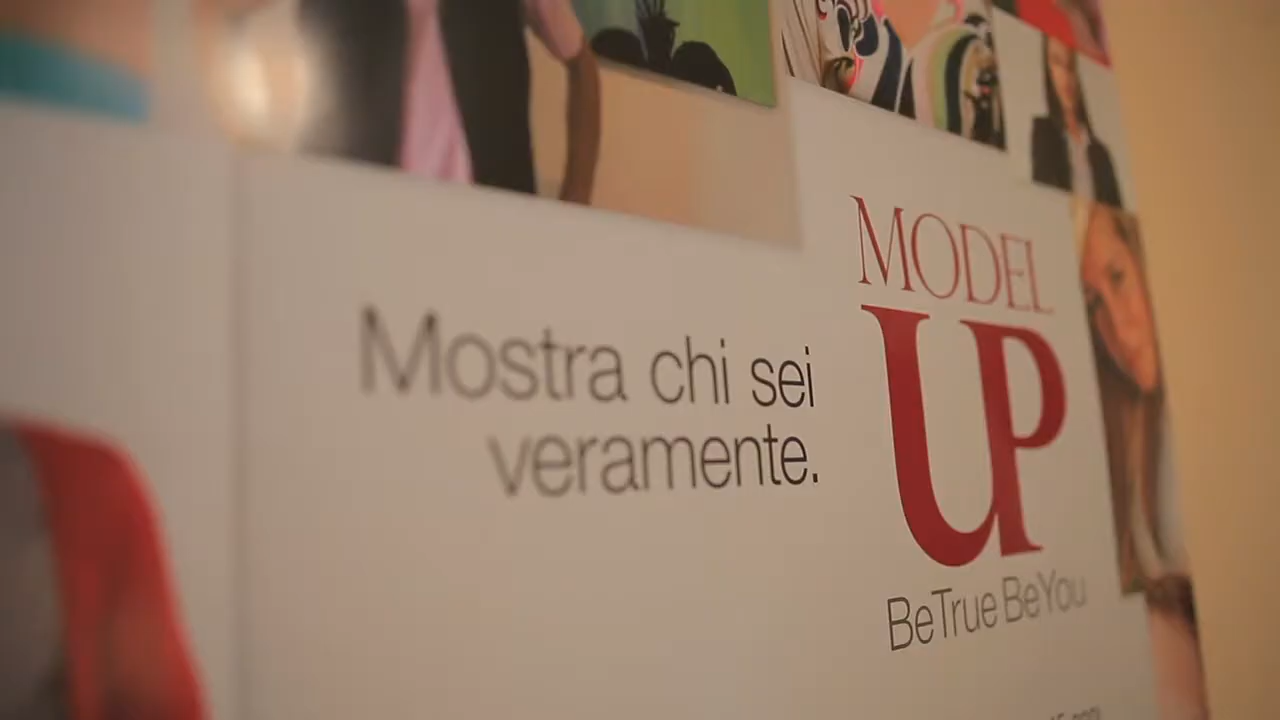 Mostra chi sei
veramente.
MODEL
UP
BeTrue BeYou